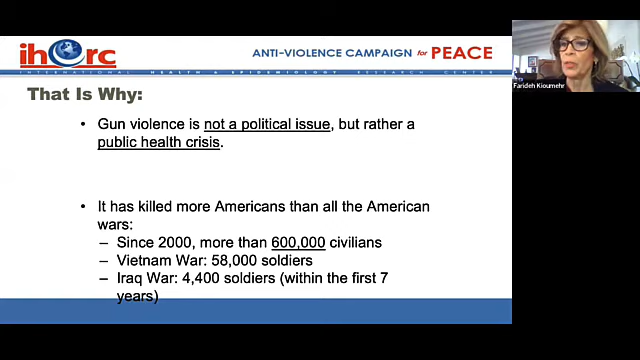 iherc
ANTI-VIOLENCE CAMPAIGN for PEACE
INTERNATIONAL HEALTH & EPIDEMIOLOGY RESEARCH CENTER
Farideh Kioumehr
That Is Why:
• Gun violence is not a political issue, but rather a
public health crisis.
• It has killed more Americans than all the American
wars:
– Since 2000, more than 600,000 civilians
– Vietnam War: 58,000 soldiers
– Iraq War: 4,400 soldiers (within the first 7
years)